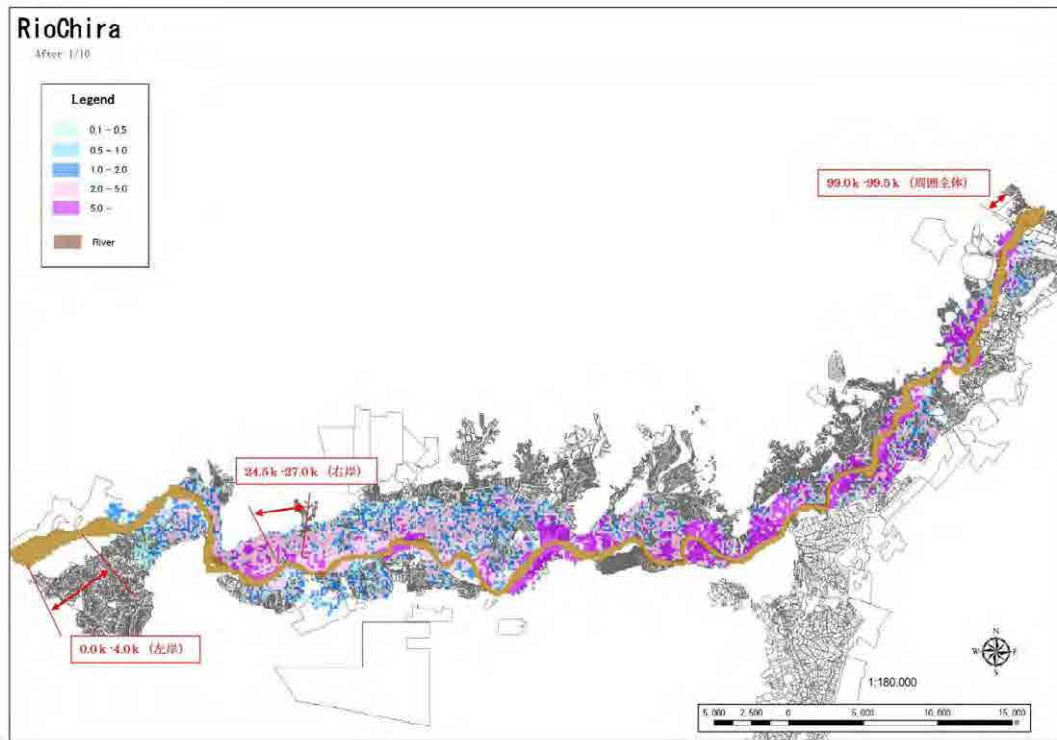 RioChira
After 1/10
Legend
0.1 - 0.5
0.5 - 1.0
1.0 - 2.0
2.0 - 5.0
5.0 -
River
99.0k-99.5k (周囲全体)
24.5k-27.0k (右岸)
0.0k-4.0k (左岸)
N
W E
S
1:180,000
5,000 2,500 0 5,000 10,000 15,000